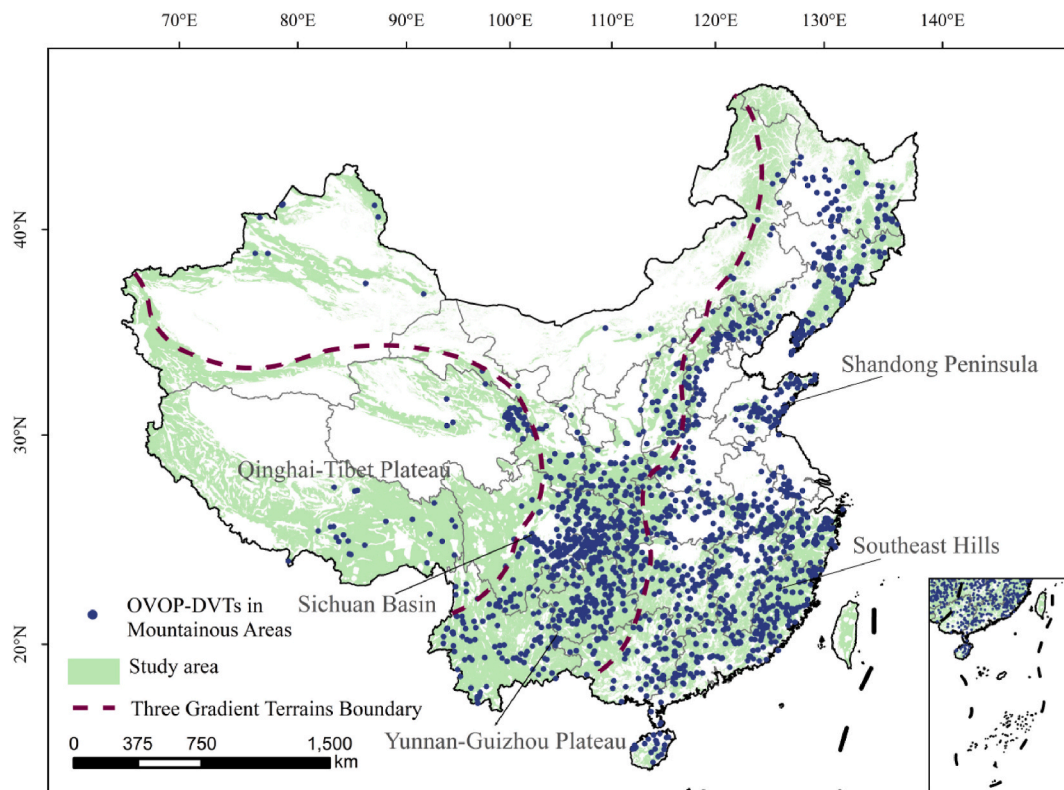 70°E 80°E 90°E 100°E 110°E 120°E 130°E 140°E
40°N
30°N
20°N
Shandong Peninsula
Qinghai-Tibet Plateau
Southeast Hills
Sichuan Basin
Yunnan-Guizhou Plateau
OVOP-DVTs in
Mountainous Areas
Study area
Three Gradient Terrains Boundary
0 375 750 1,500
km